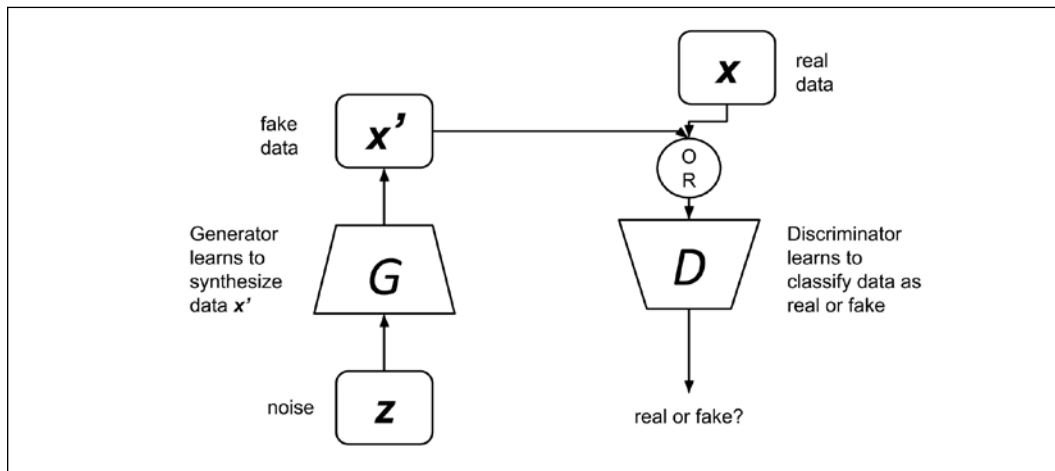 x
real
data
fake
data
x’
O
R
Generator
learns to
synthesize
data x’
G
D
Discriminator
learns to
classify data as
real or fake
noise
z
real or fake?